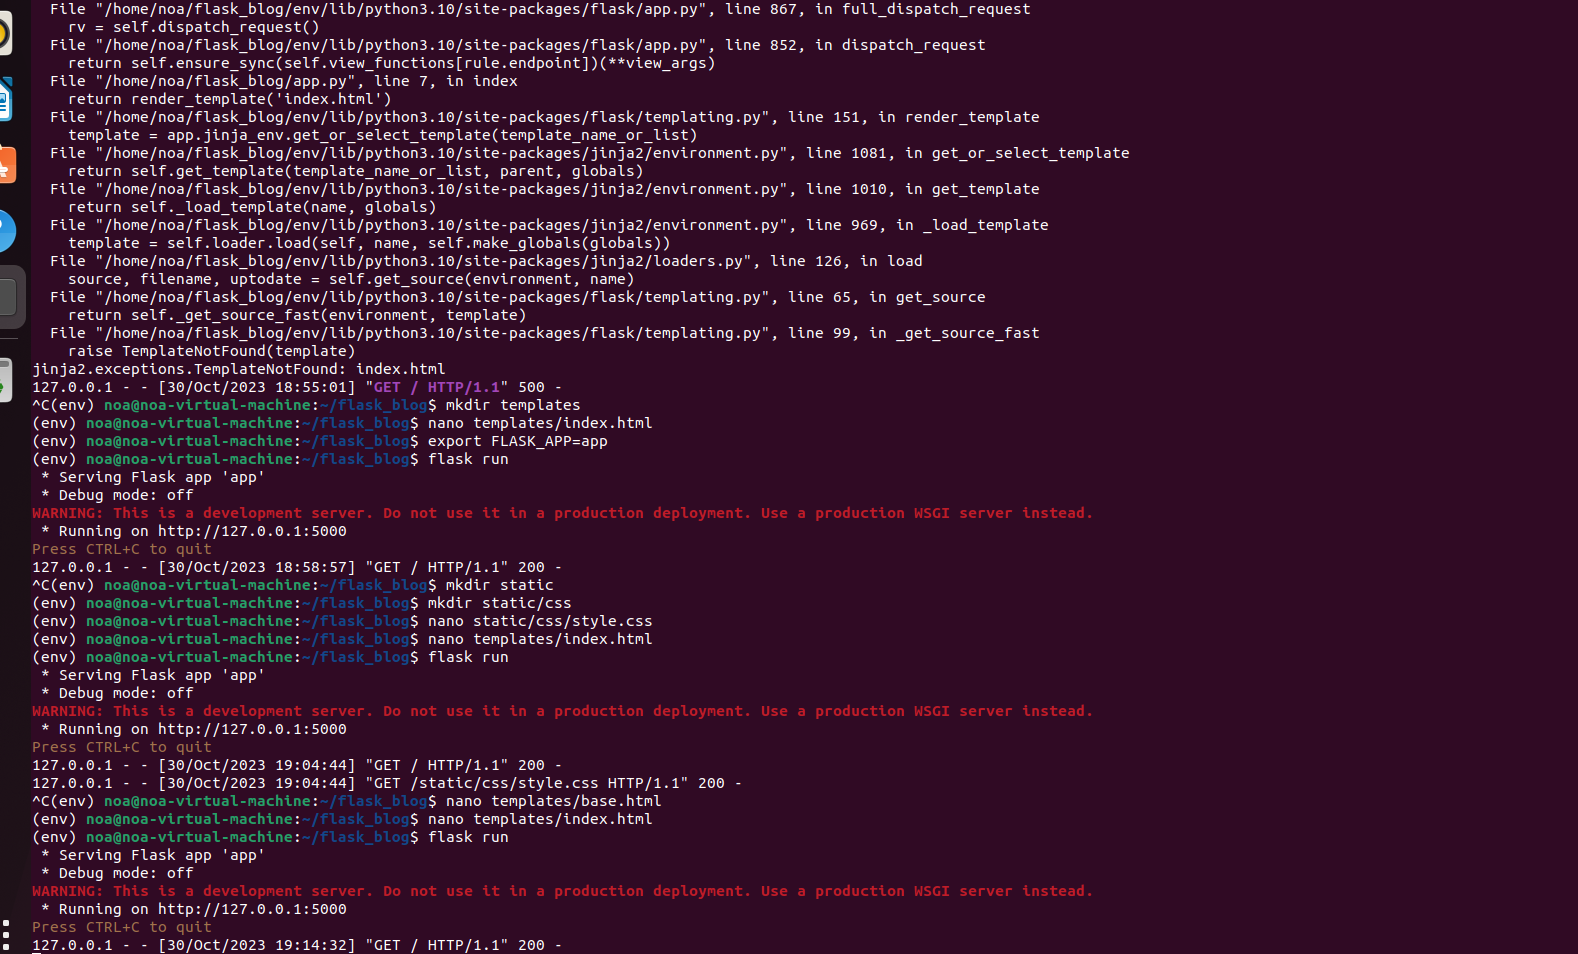 File "/home/noa/flask_blog/env/lib/python3.10/site-packages/flask/app.py", line 867, in full_dispatch_request
    rv = self.dispatch_request()
  File "/home/noa/flask_blog/env/lib/python3.10/site-packages/flask/app.py", line 852, in dispatch_request
    return self.ensure_sync(self.view_functions[rule.endpoint])(**view_args)
  File "/home/noa/flask_blog/app.py", line 7, in index
    return render_template('index.html')
  File "/home/noa/flask_blog/env/lib/python3.10/site-packages/flask/templating.py", line 151, in render_template
    template = app.jinja_env.get_or_select_template(template_name_or_list)
  File "/home/noa/flask_blog/env/lib/python3.10/site-packages/jinja2/environment.py", line 1081, in get_or_select_template
    return self.get_template(template_name_or_list, parent, globals)
  File "/home/noa/flask_blog/env/lib/python3.10/site-packages/jinja2/environment.py", line 1010, in get_template
    return self._load_template(name, globals)
  File "/home/noa/flask_blog/env/lib/python3.10/site-packages/jinja2/environment.py", line 969, in _load_template
    template = self.loader.load(self, name, self.make_globals(globals))
  File "/home/noa/flask_blog/env/lib/python3.10/site-packages/jinja2/loaders.py", line 126, in load
    source, filename, uptodate = self.get_source(environment, name)
  File "/home/noa/flask_blog/env/lib/python3.10/site-packages/flask/templating.py", line 65, in get_source
    return self._get_source_fast(environment, template)
  File "/home/noa/flask_blog/env/lib/python3.10/site-packages/flask/templating.py", line 99, in _get_source_fast
    raise TemplateNotFound(template)
jinja2.exceptions.TemplateNotFound: index.html
127.0.0.1 - - [30/Oct/2023 18:55:01] "GET / HTTP/1.1" 500 -
^C(env) noa@noa-virtual-machine:~/flask_blog$ mkdir templates
(env) noa@noa-virtual-machine:~/flask_blog$ nano templates/index.html
(env) noa@noa-virtual-machine:~/flask_blog$ export FLASK_APP=app
(env) noa@noa-virtual-machine:~/flask_blog$ flask run
 * Serving Flask app 'app'
 * Debug mode: off
WARNING: This is a development server. Do not use it in a production deployment. Use a production WSGI server instead.
 * Running on http://127.0.0.1:5000
Press CTRL+C to quit
127.0.0.1 - - [30/Oct/2023 18:58:57] "GET / HTTP/1.1" 200 -
^C(env) noa@noa-virtual-machine:~/flask_blog$ mkdir static
(env) noa@noa-virtual-machine:~/flask_blog$ mkdir static/css
(env) noa@noa-virtual-machine:~/flask_blog$ nano static/css/style.css
(env) noa@noa-virtual-machine:~/flask_blog$ nano templates/index.html
(env) noa@noa-virtual-machine:~/flask_blog$ flask run
 * Serving Flask app 'app'
 * Debug mode: off
WARNING: This is a development server. Do not use it in a production deployment. Use a production WSGI server instead.
 * Running on http://127.0.0.1:5000
Press CTRL+C to quit
127.0.0.1 - - [30/Oct/2023 19:04:44] "GET / HTTP/1.1" 200 -
127.0.0.1 - - [30/Oct/2023 19:04:44] "GET /static/css/style.css HTTP/1.1" 200 -
^C(env) noa@noa-virtual-machine:~/flask_blog$ nano templates/base.html
(env) noa@noa-virtual-machine:~/flask_blog$ nano templates/index.html
(env) noa@noa-virtual-machine:~/flask_blog$ flask run
 * Serving Flask app 'app'
 * Debug mode: off
WARNING: This is a development server. Do not use it in a production deployment. Use a production WSGI server instead.
 * Running on http://127.0.0.1:5000
Press CTRL+C to quit
127.0.0.1 - - [30/Oct/2023 19:14:32] "GET / HTTP/1.1" 200 -